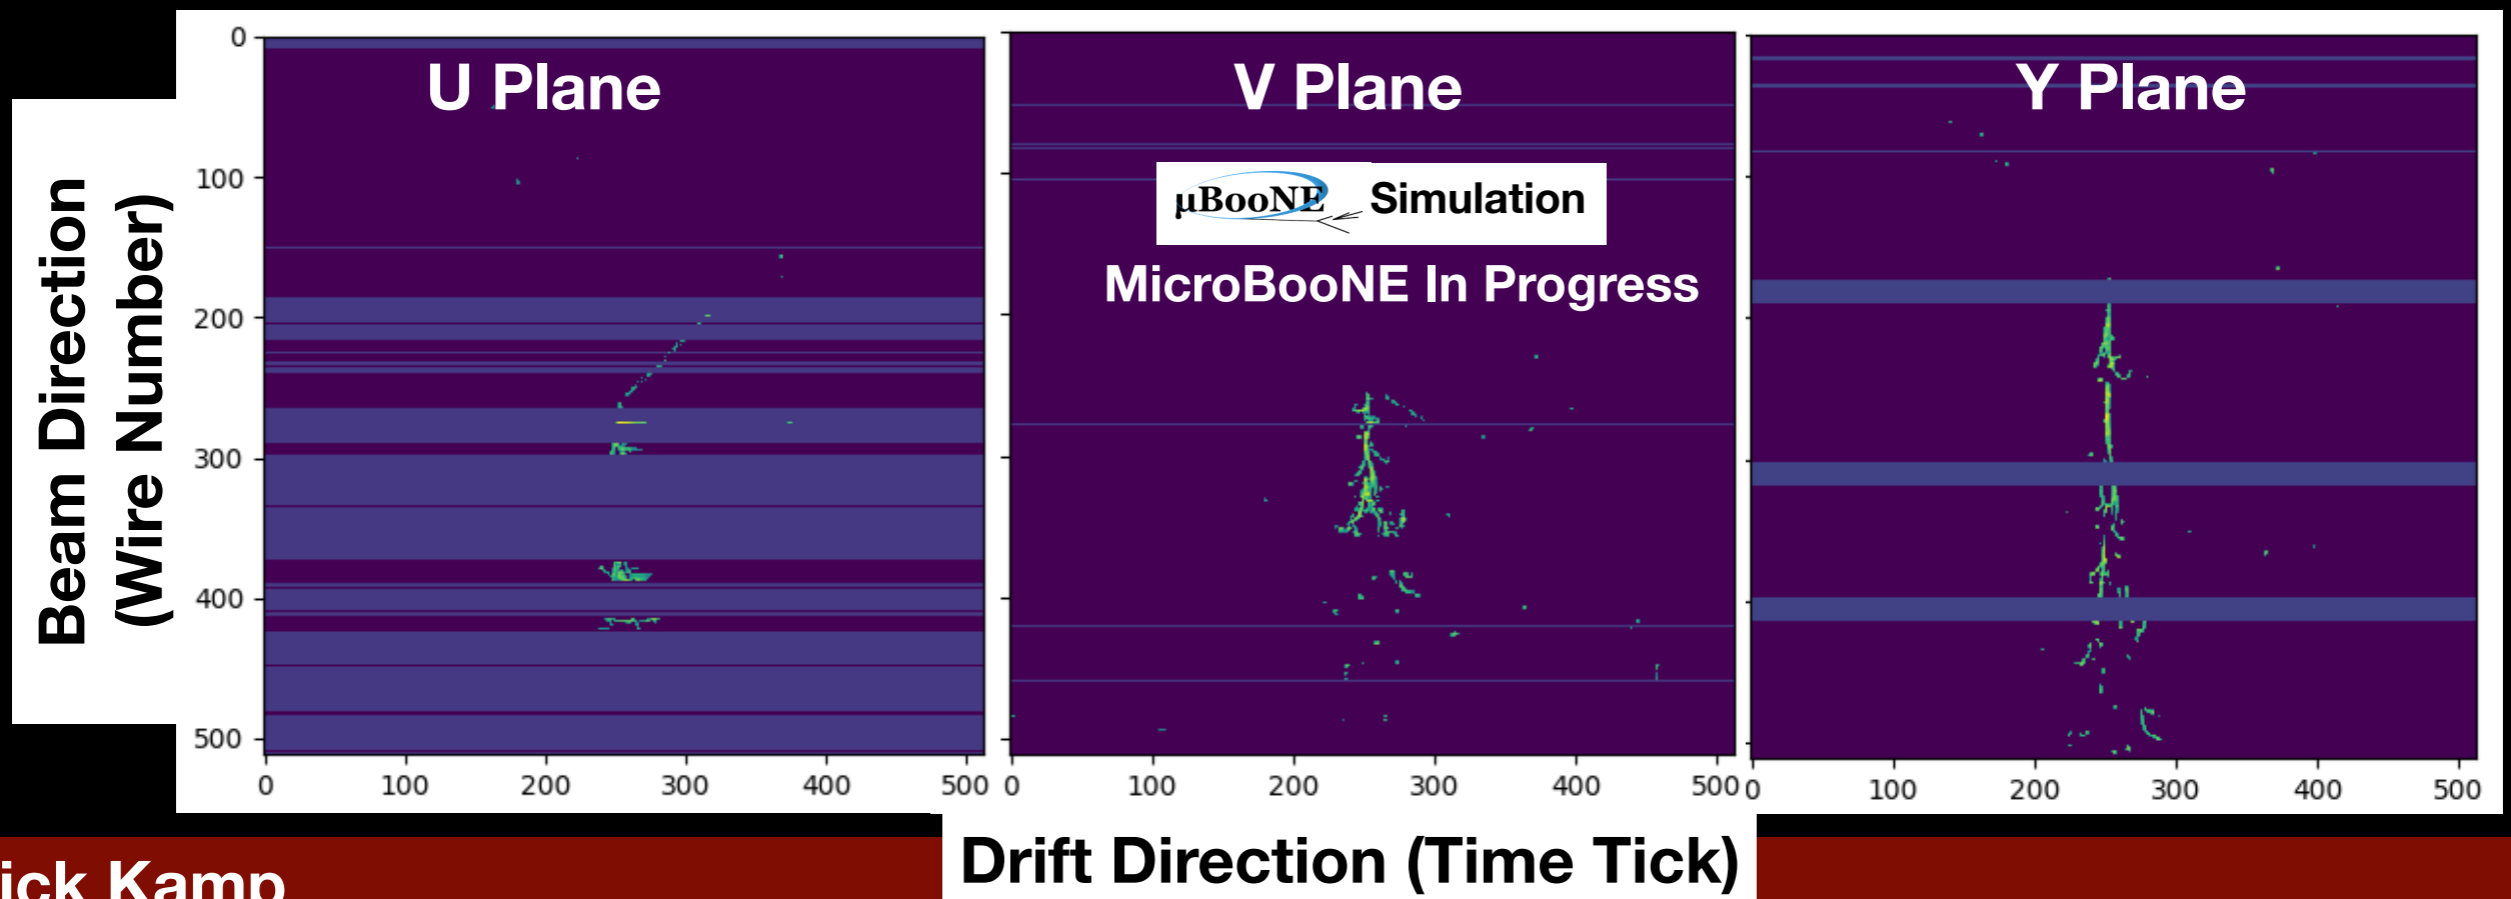 U Plane
V Plane
Y Plane
µBooNE Simulation
MicroBooNE In Progress
Beam Direction
(Wire Number)
0
100
200
300
400
500
0 100 200 300 400 500
0 100 200 300 400 500
0 100 200 300 400 500
Drift Direction (Time Tick)
ick Kamp